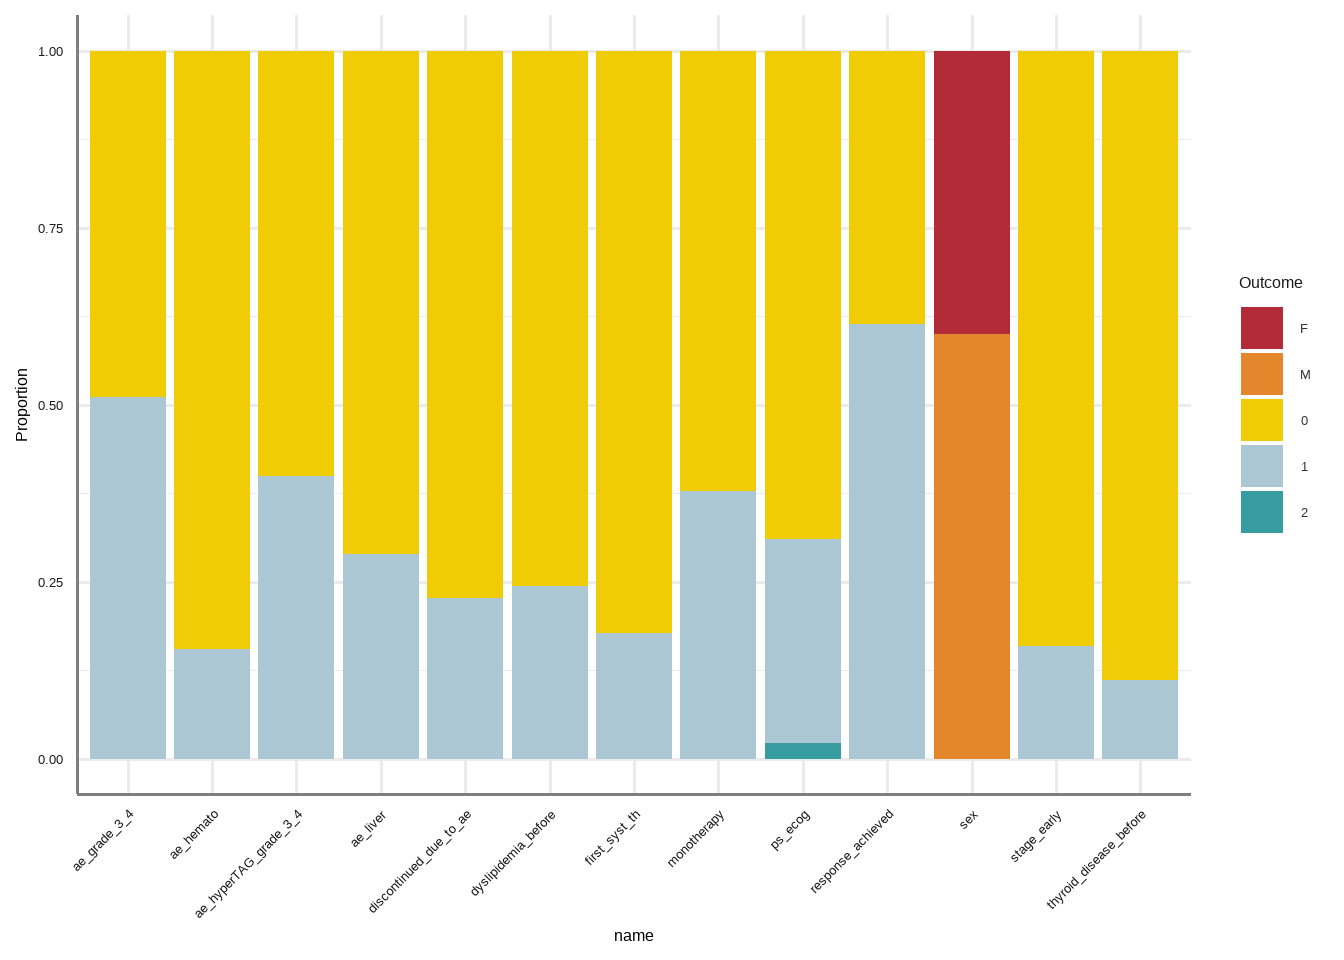 1.00
0.75
0.50
0.25
0.00
Proportion
ae_grade_3_4
ae_hemato
ae_hyperTAG_grade_3_4
ae_liver
discontinued_due_to_ae
dyslipidemia_before
first_syst_th
monotherapy
ps_ecog
response_achieved
sex
stage_early
thyroid_disease_before
name
Outcome
F
M
0
1
2